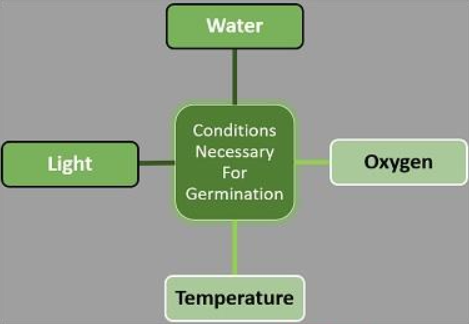 Water
Light
Conditions
Necessary
For
Germination
Oxygen
Temperature